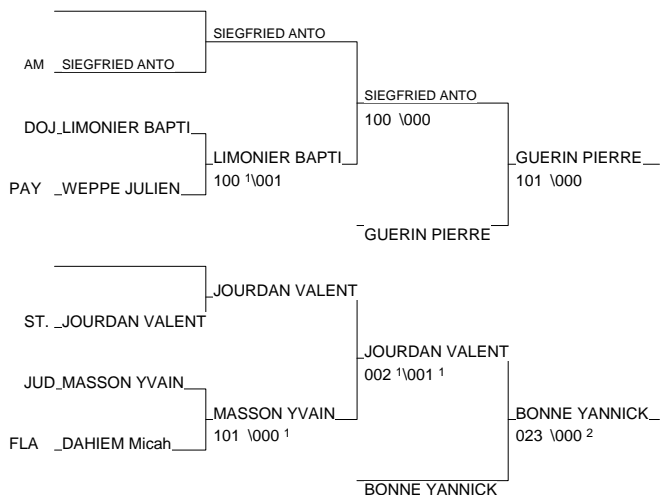 SIEGFRIED ANTO
AM SIEGFRIED ANTO
SIEGFRIED ANTO
100 \000
DOJ LIMONIER BAPTI
LIMONIER BAPTI
100 1\001
GUERIN PIERRE
101 \000
PAY WEPPE JULIEN
GUERIN PIERRE
JOURDAN VALENT
ST. JOURDAN VALENT
JOURDAN VALENT
002 1\001 1
JUD MASSON YVAIN
MASSON YVAIN
101 \000 1
BONNE YANNICK
023 \000 2
FLA DAHIEM Micah
BONNE YANNICK